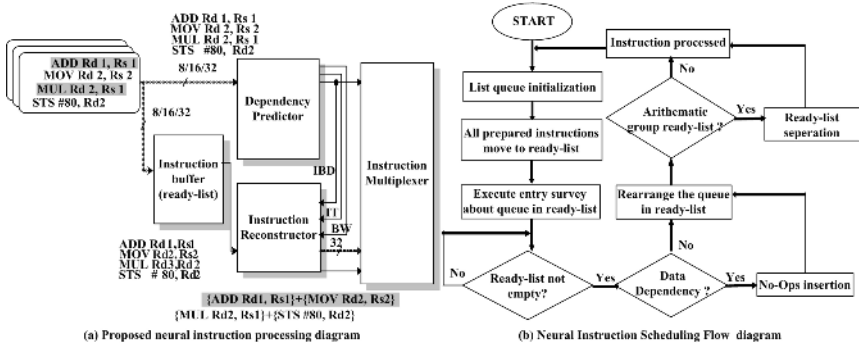 ADD Rd 1, Rs 1
MOV Rd 2, Rs 2
MUL Rd 2, Rs 1
STS #80, Rd2
ADD Rd 1, Rs 1
MOV Rd 2, Rs 2
MUL Rd 2, Rs 1
STS #80, Rd2
8/16/32
8/16/32
Dependency
Predictor
Instruction
buffer
(ready-list)
IBD
IT
BW
32
Instruction
Reconstructor
Instruction
Multiplexer
ADD Rd1,Rs1
MOV Rd2,Rs2
MUL Rd3,Rd2
STS # 80, Rd2
{ADD Rd1, Rs1}+{MOV Rd2, Rs2}
{MUL Rd2, Rs1}+{STS #80, Rd2}
(a) Proposed neural instruction processing diagram
START
List queue initialization
All prepared instructions
move to ready-list
Execute entry survey
about queue in ready-list
No
Ready-list not
empty?
Yes
Data
Dependency ?
Yes
No-Ops insertion
No
Rearrange the queue
in ready-list
Arithematic
group ready-list ?
Yes
Ready-list
seperation
No
Instruction processed
(b) Neural Instruction Scheduling Flow diagram